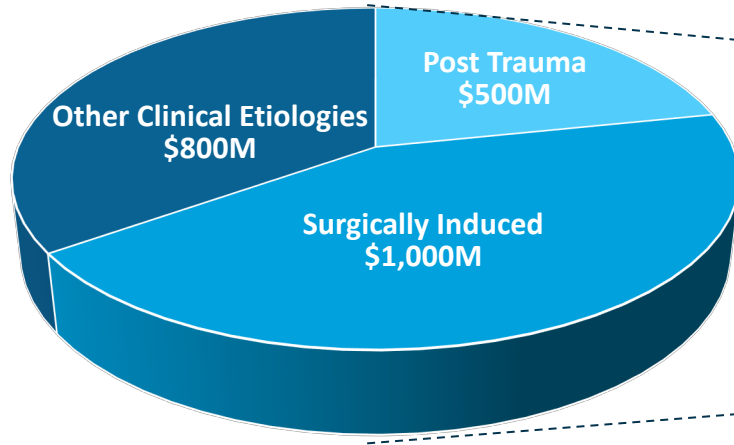 Post Trauma
$500M
Other Clinical Etiologies
$800M
Surgically Induced
$1,000M